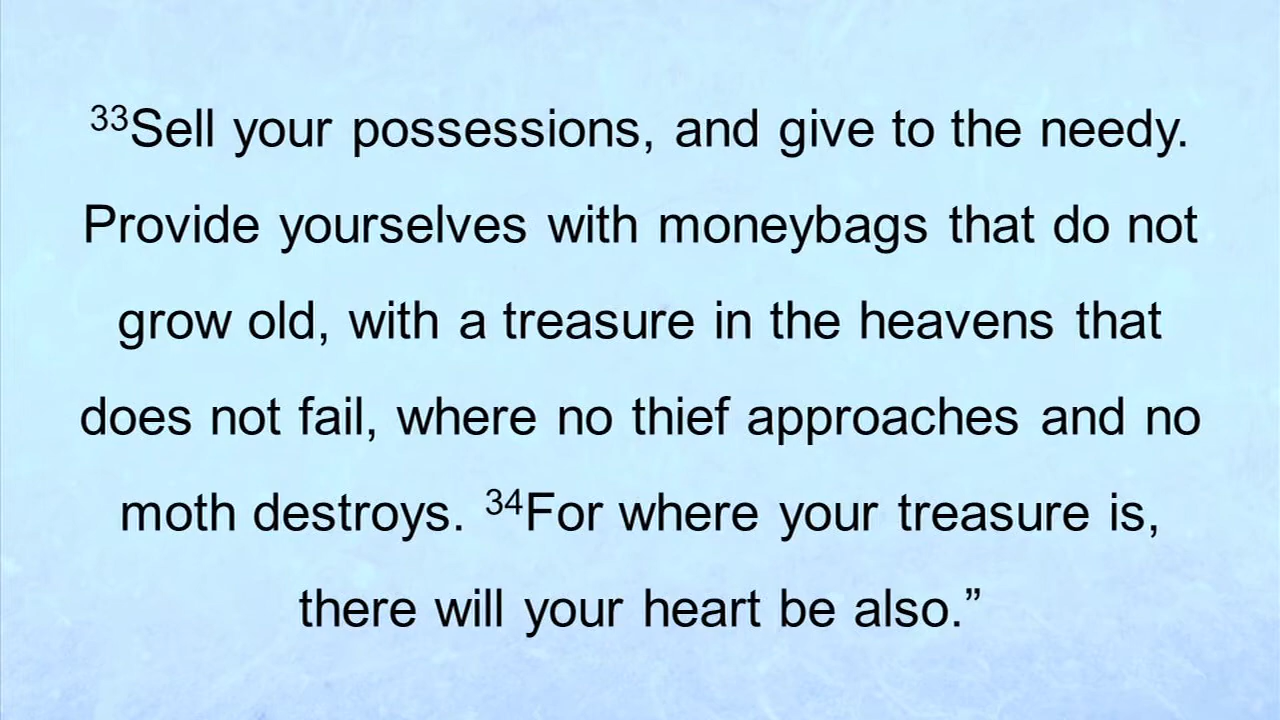 ³³Sell your possessions, and give to the needy.
Provide yourselves with moneybags that do not
grow old, with a treasure in the heavens that
does not fail, where no thief approaches and no
moth destroys. ³⁴For where your treasure is,
there will your heart be also.”